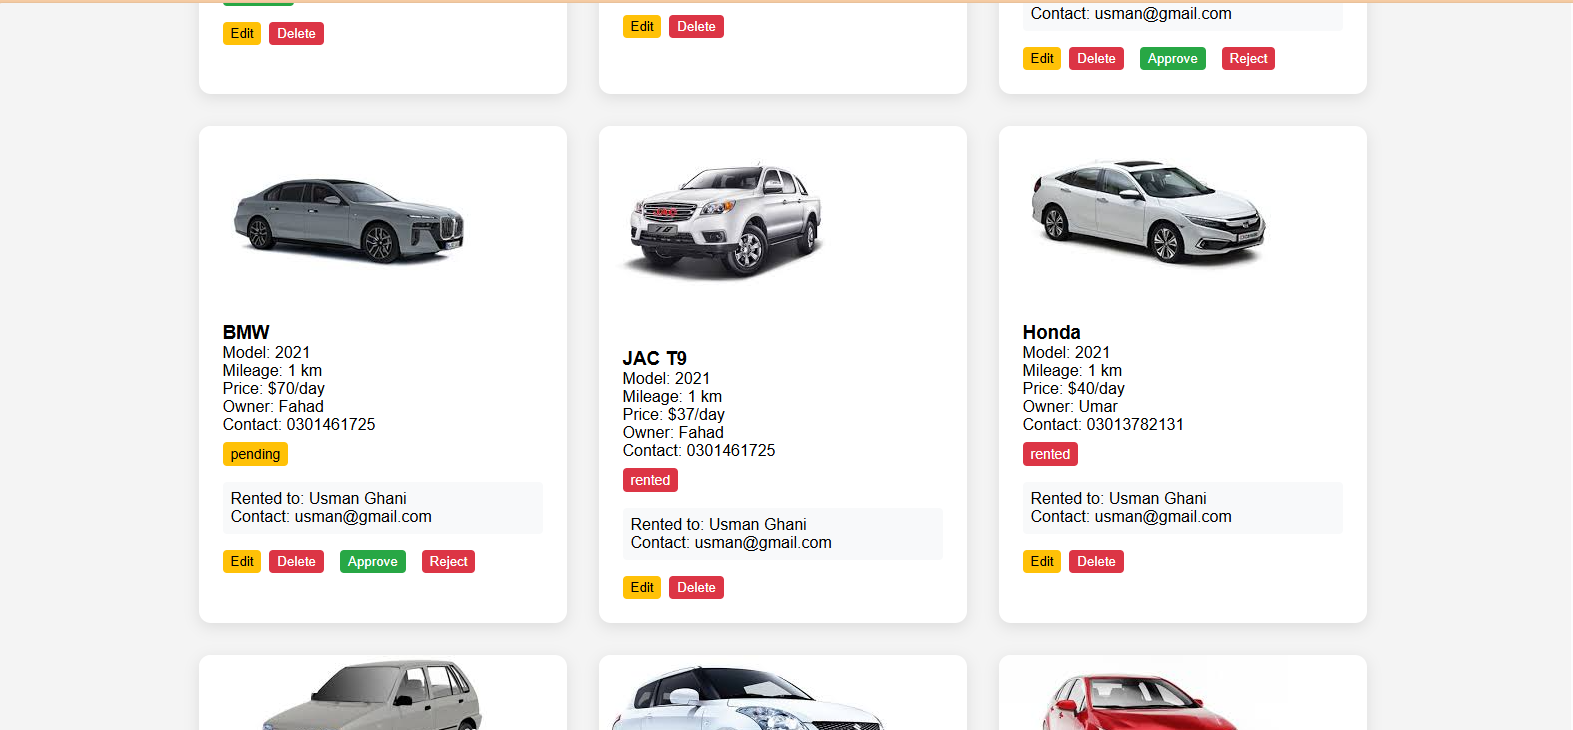 Edit Delete
Edit Delete
Contact: usman@gmail.com
Edit Delete Approve Reject
BMW
Model: 2021
Mileage: 1 km
Price: $70/day
Owner: Fahad
Contact: 0301461725
pending
Rented to: Usman Ghani
Contact: usman@gmail.com
Edit Delete Approve Reject
JAC T9
Model: 2021
Mileage: 1 km
Price: $37/day
Owner: Fahad
Contact: 0301461725
rented
Rented to: Usman Ghani
Contact: usman@gmail.com
Edit Delete
Honda
Model: 2021
Mileage: 1 km
Price: $40/day
Owner: Umar
Contact: 03013782131
rented
Rented to: Usman Ghani
Contact: usman@gmail.com
Edit Delete